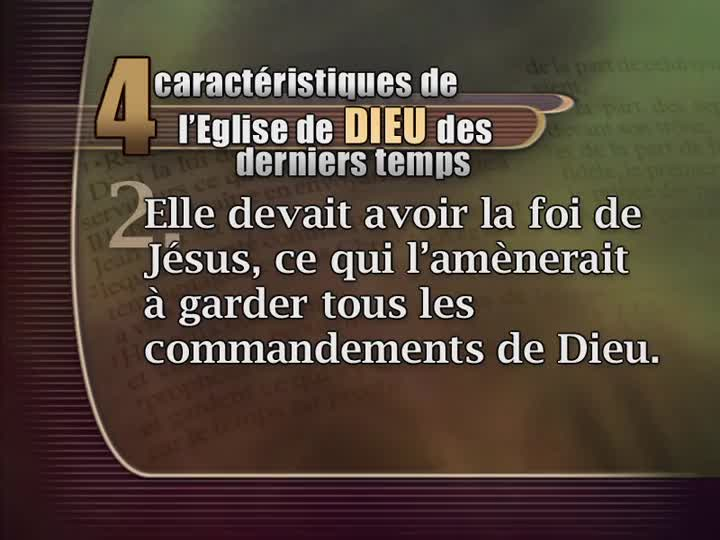 4 caractéristiques de
l'Eglise de DIEU des
derniers temps
2. Elle devait avoir la foi de
Jésus, ce qui l'amènerait
à garder tous les
commandements de Dieu.